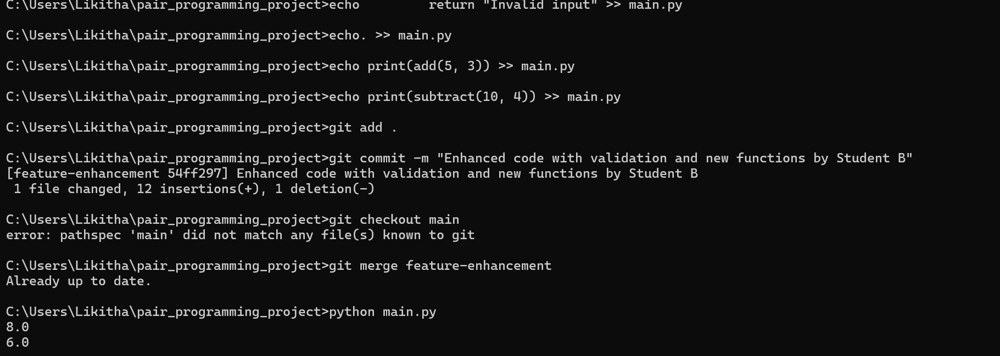 C:\Users\Likitha\pair_programming_project>echo         return "Invalid input" >> main.py
C:\Users\Likitha\pair_programming_project>echo. >> main.py
C:\Users\Likitha\pair_programming_project>echo print(add(5, 3)) >> main.py
C:\Users\Likitha\pair_programming_project>echo print(subtract(10, 4)) >> main.py
C:\Users\Likitha\pair_programming_project>git add .
C:\Users\Likitha\pair_programming_project>git commit -m "Enhanced code with validation and new functions by Student B"
[feature-enhancement 54ff297] Enhanced code with validation and new functions by Student B
 1 file changed, 12 insertions(+), 1 deletion(-)
C:\Users\Likitha\pair_programming_project>git checkout main
error: pathspec 'main' did not match any file(s) known to git
C:\Users\Likitha\pair_programming_project>git merge feature-enhancement
Already up to date.
C:\Users\Likitha\pair_programming_project>python main.py
8.0
6.0